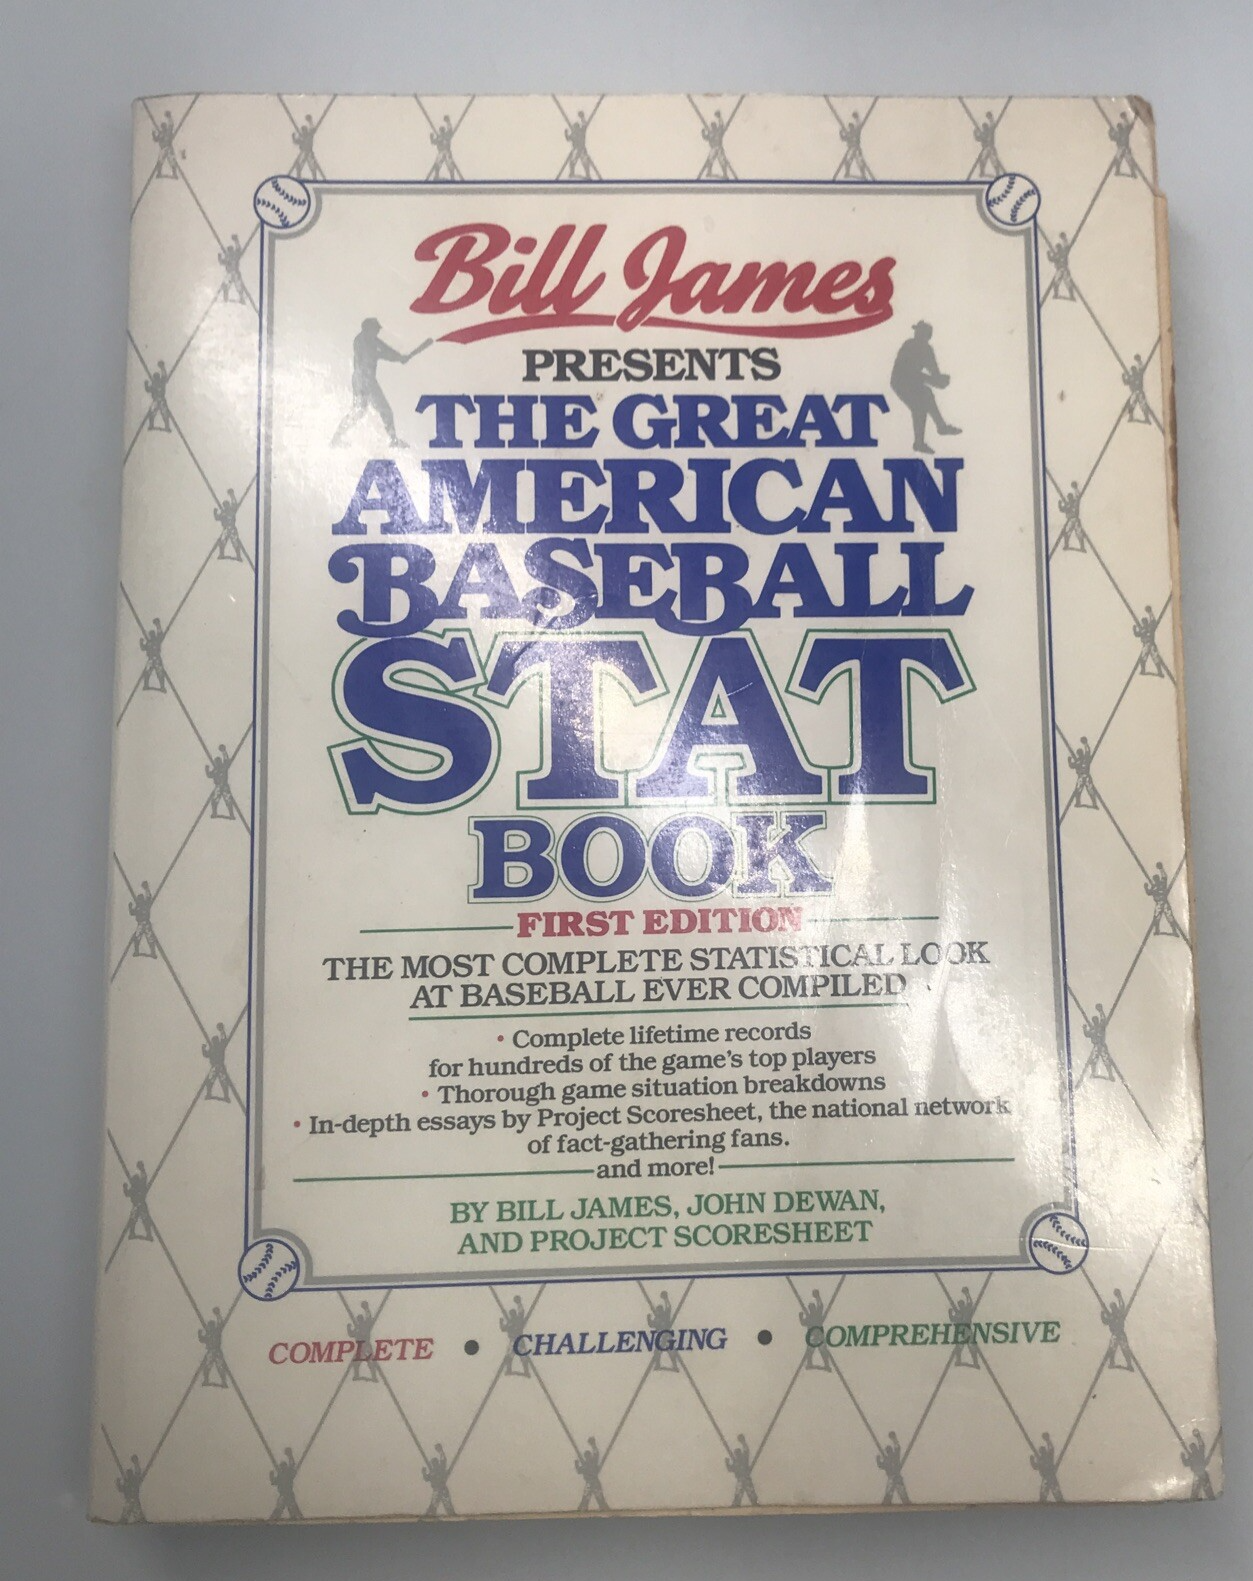 Bill James
PRESENTS
THE GREAT
AMERICAN
BASEBALL
STAT
BOOK
FIRST EDITION
THE MOST COMPLETE STATISTICAL LOOK
AT BASEBALL EVER COMPILED
• Complete lifetime records
for hundreds of the game's top players
• Thorough game situation breakdowns
• In-depth essays by Project Scoresheet, the national network
of fact-gathering fans.
and more!
BY BILL JAMES, JOHN DEWAN,
AND PROJECT SCORESHEET
COMPLETE • CHALLENGING • COMPREHENSIVE